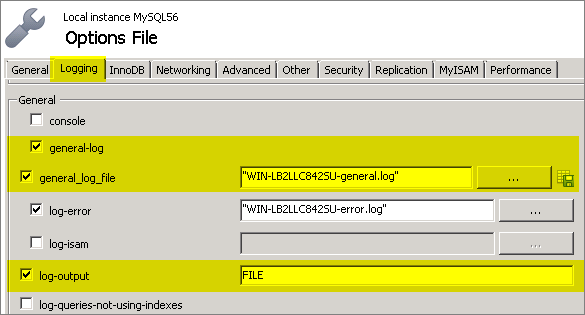 Local instance MySQL56
Options File
General Logging InnoDB Networking Advanced Other Security Replication MyISAM Performance
General
console
general-log
general_log_file "WIN-LB2LLC842SU-general.log" ...
log-error "WIN-LB2LLC842SU-error.log" ...
log-isam ...
log-output FILE
log-queries-not-using-indexes